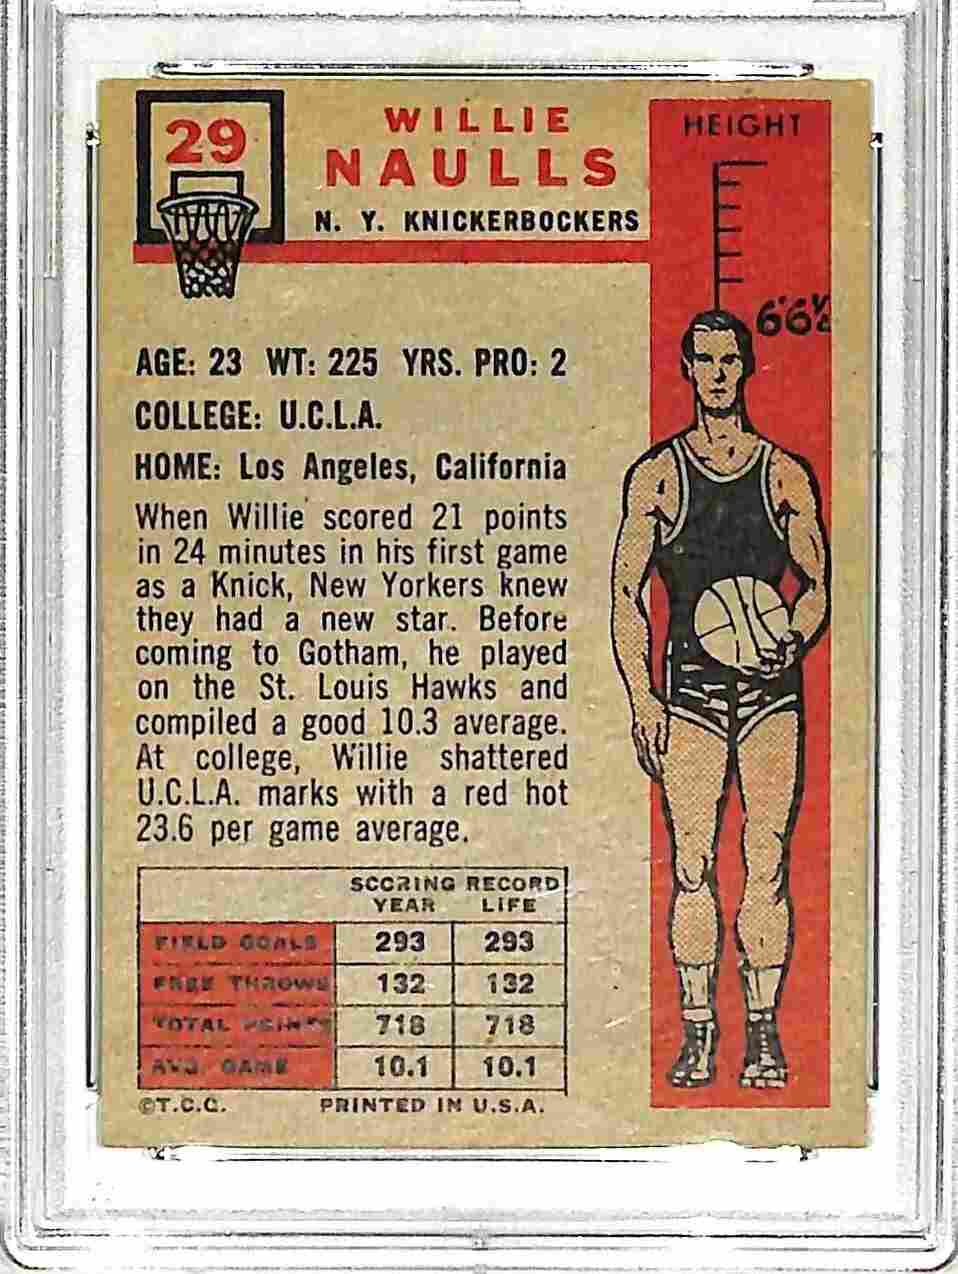 29
WILLIE
NAULLS
N. Y. KNICKERBOCKERS
HEIGHT
6'6½
AGE: 23 WT: 225 YRS. PRO: 2
COLLEGE: U.C.L.A.
HOME: Los Angeles, California
When Willie scored 21 points
in 24 minutes in his first game
as a Knick, New Yorkers knew
they had a new star. Before
coming to Gotham, he played
on the St. Louis Hawks and
compiled a good 10.3 average.
At college, Willie shattered
U.C.L.A. marks with a red hot
23.6 per game average.
SCORING RECORD
YEAR LIFE
FIELD GOALS 293 293
FREE THROWS 132 132
TOTAL POINTS 718 718
AVG. GAME 10.1 10.1
©T.C.G. PRINTED IN U.S.A.